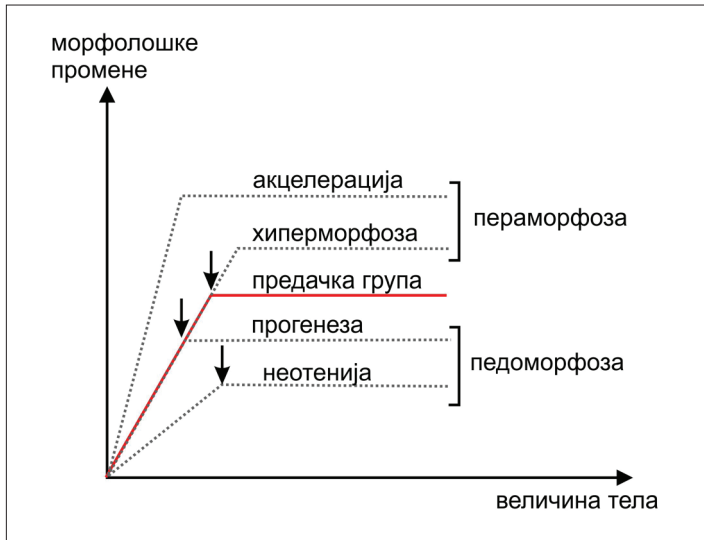 морфолошке
промене
акцелерација
пераморфоза
хиперморфоза
предачка група
прогенеза
педоморфоза
неотенија
величина тела